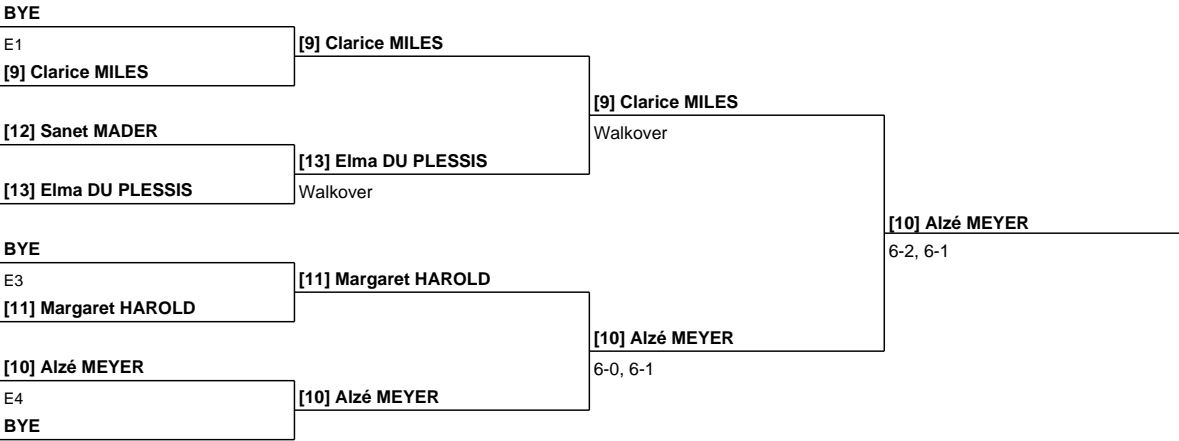 BYE
E1
[9] Clarice MILES
[9] Clarice MILES
[9] Clarice MILES
Walkover
[12] Sanet MADER
[13] Elma DU PLESSIS
Walkover
[13] Elma DU PLESSIS
[10] Alzé MEYER
6-2, 6-1
BYE
E3
[11] Margaret HAROLD
[11] Margaret HAROLD
[10] Alzé MEYER
6-0, 6-1
[10] Alzé MEYER
E4
[10] Alzé MEYER
BYE